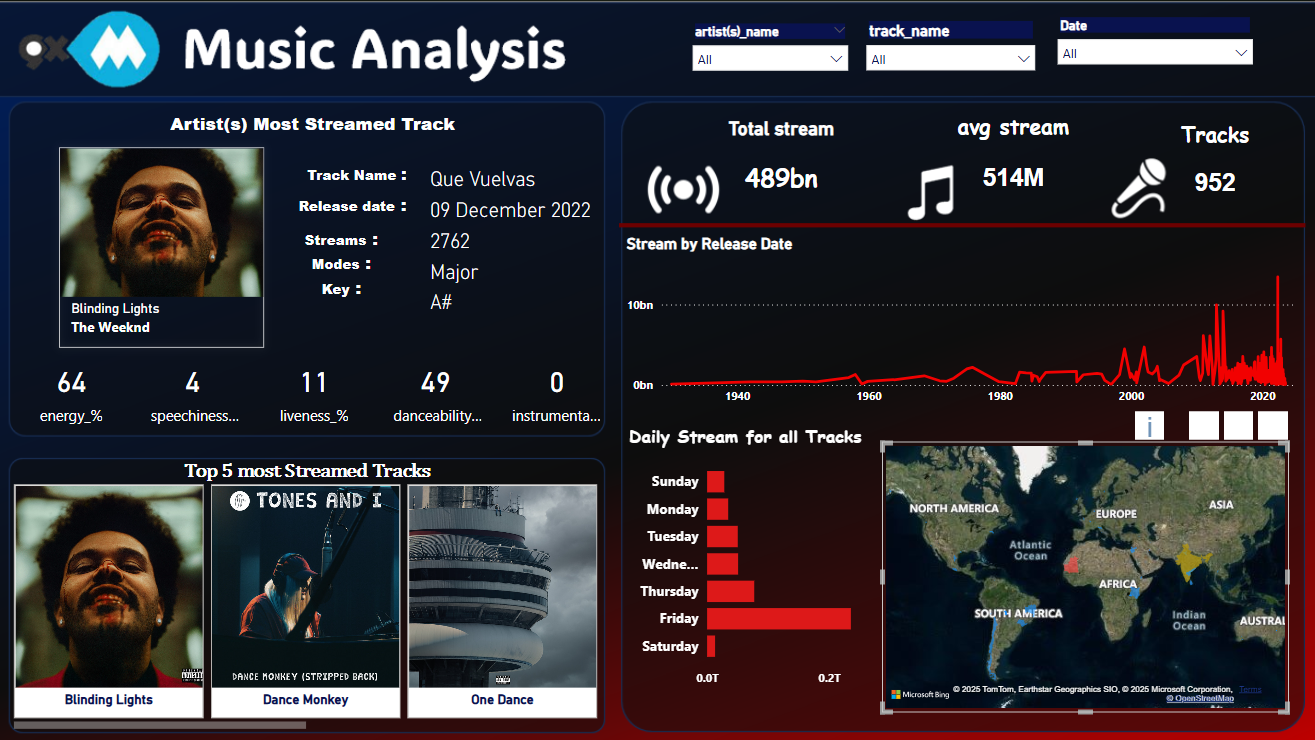 9x M
Music Analysis
artist(s)_name
All
track_name
All
Date
All
Artist(s) Most Streamed Track
Blinding Lights
The Weeknd
Track Name :
Que Vuelvas
Release date :
09 December 2022
Streams :
2762
Modes :
Major
Key :
A#
64
energy_%
4
speechiness...
11
liveness_%
49
danceability...
0
instrumenta...
Top 5 most Streamed Tracks
Blinding Lights
TONES AND I
DANCE MONKEY (STRIPPED BACK)
Dance Monkey
One Dance
Total stream
489bn
avg stream
514M
Tracks
952
Stream by Release Date
10bn
0bn
1940
1960
1980
2000
2020
i
Daily Stream for all Tracks
Sunday
Monday
Tuesday
Wedne...
Thursday
Friday
Saturday
0.0T
0.2T
NORTH AMERICA
EUROPE
ASIA
Atlantic
Ocean
AFRICA
SOUTH AMERICA
Indian
Ocean
AUSTRAL
Microsoft Bing
© 2025 TomTom, Earthstar Geographics SIO, © 2025 Microsoft Corporation,
Terms
© OpenStreetMap